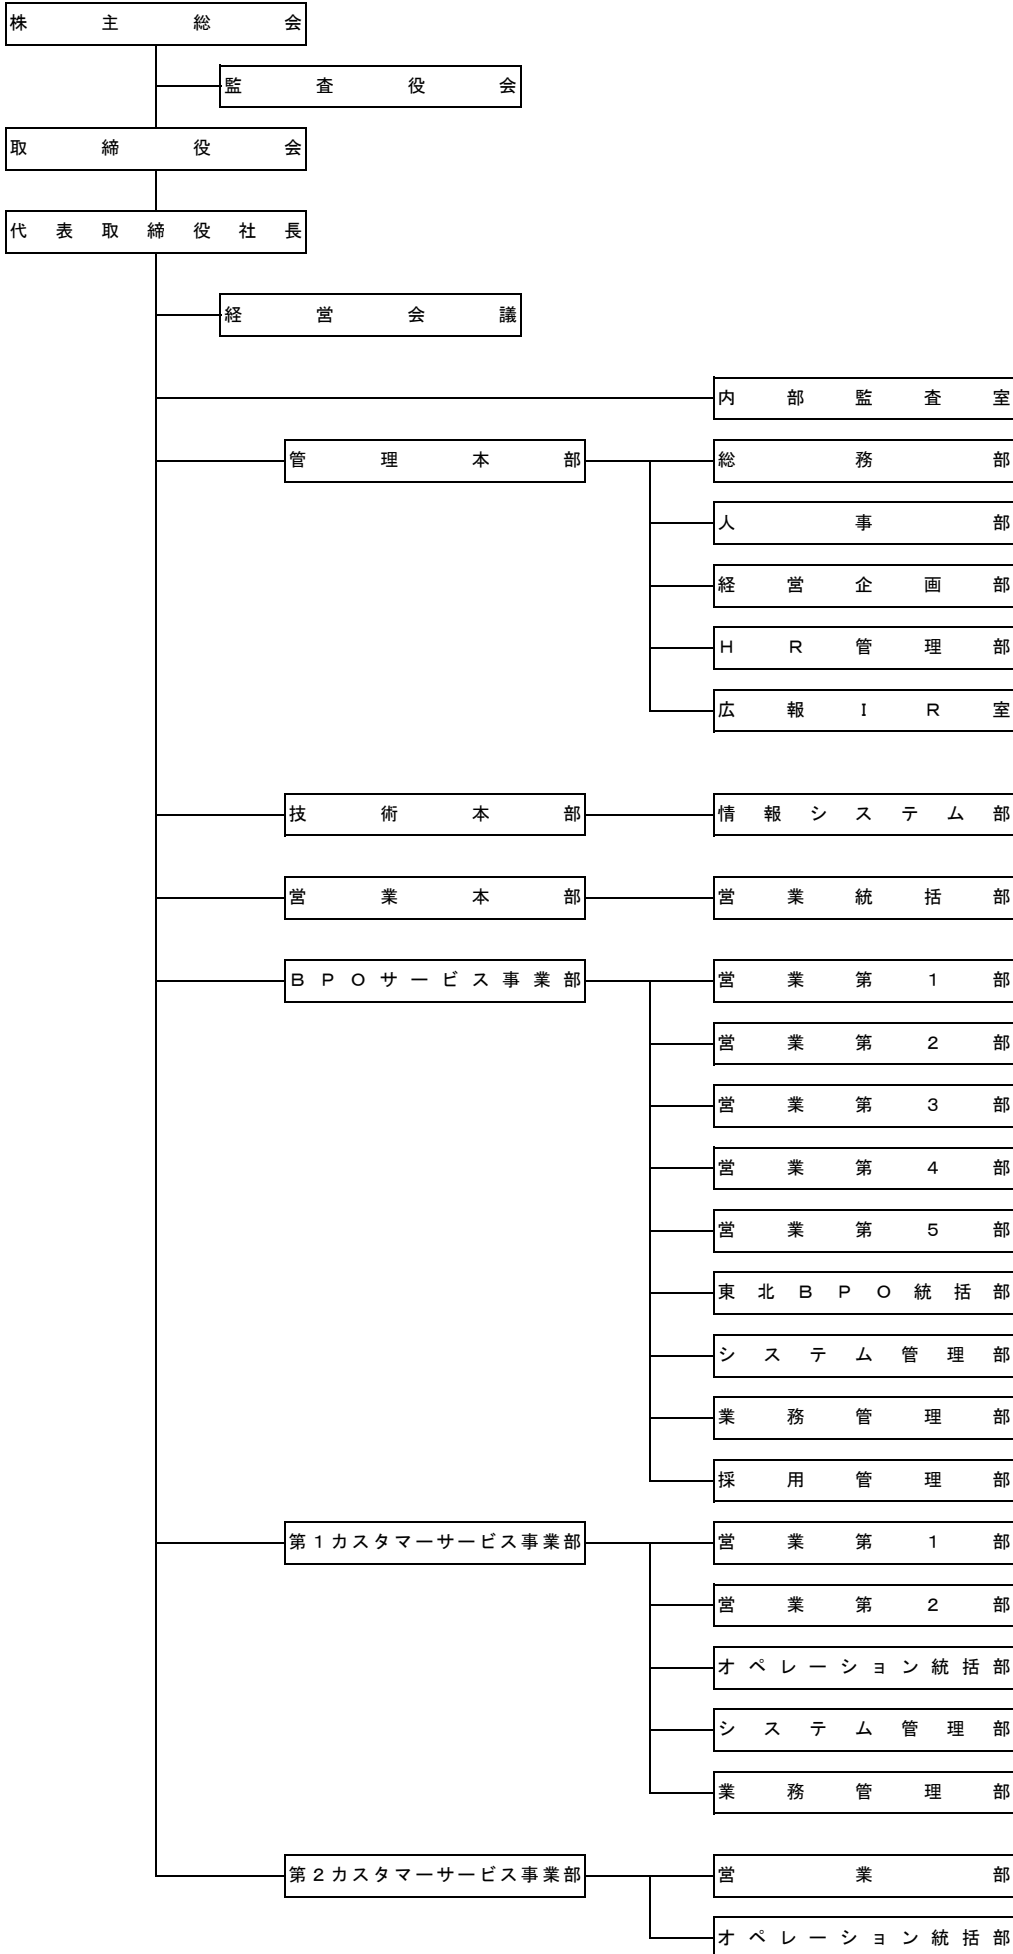 株主総会
監査役会
取締役会
代表取締役社長
経営会議
内部監査室
管理本部 総務部
人事部
経営企画部
HR管理部
広報IR室
技術本部 情報システム部
営業本部 営業統括部
BPOサービス事業部 営業第1部
営業第2部
営業第3部
営業第4部
営業第5部
東北BPO統括部
システム管理部
業務管理部
採用管理部
第1カスタマーサービス事業部 営業第1部
営業第2部
オペレーション統括部
システム管理部
業務管理部
第2カスタマーサービス事業部 営業部
オペレーション統括部